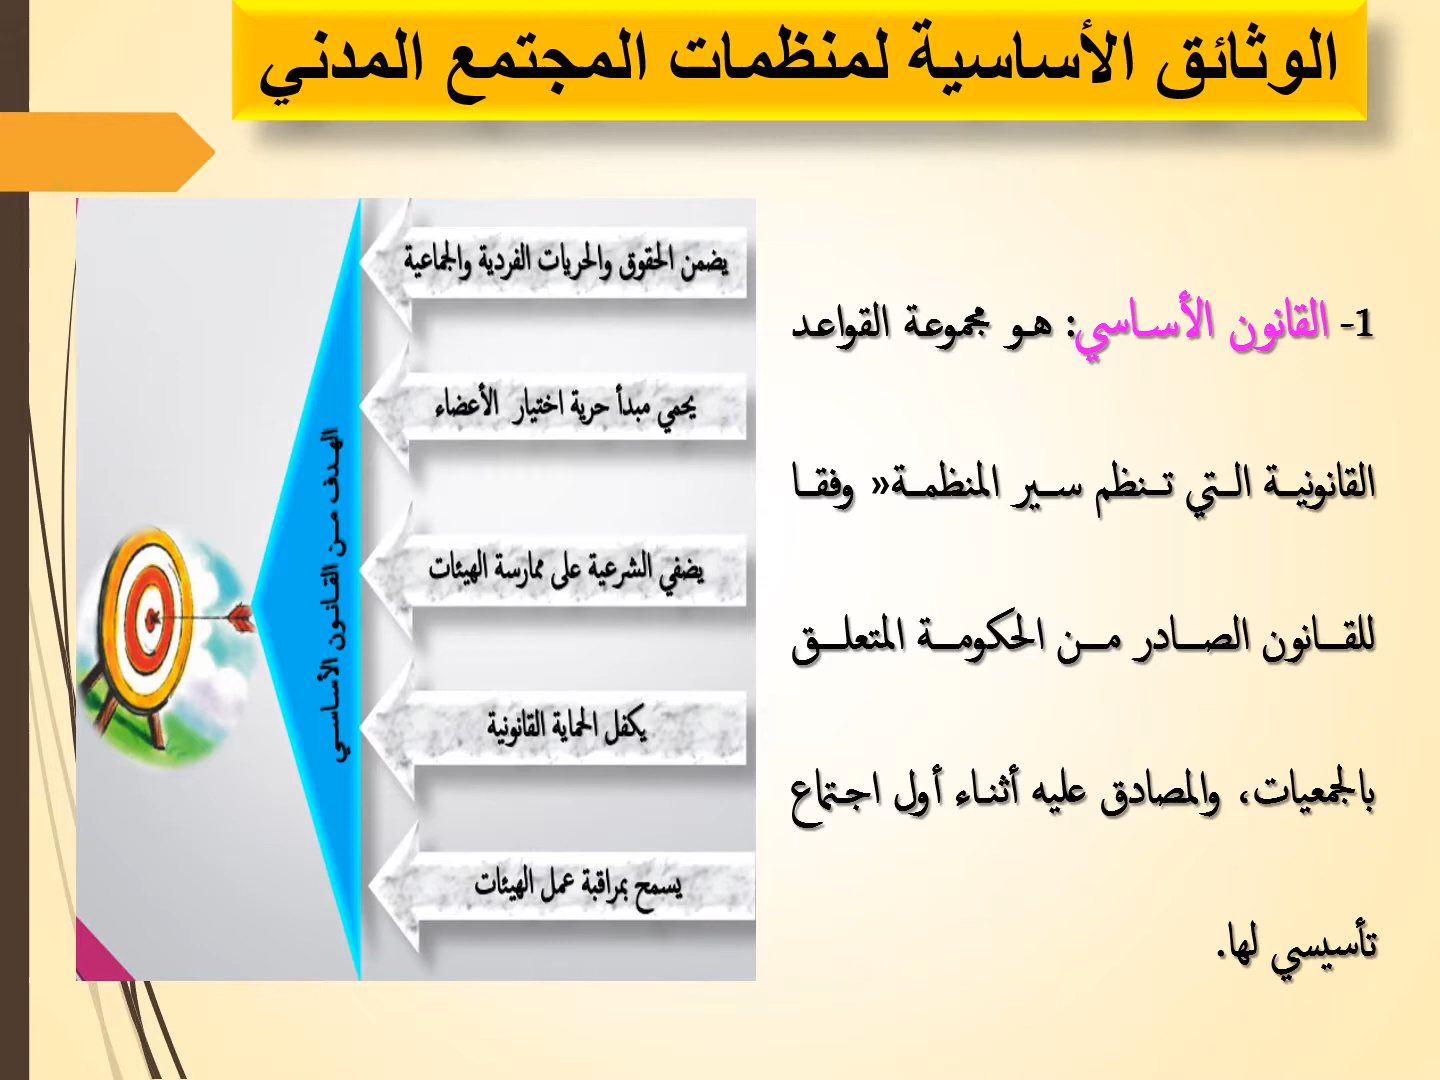 الوثائق الأساسية لمنظمات المجتمع المدني
1- القانون الأساسي: هو مجموعة القواعد
القانونية التي تنظم سير المنظمة« وفقا
للقانون الصادر من الحكومة المتعلق
بالجمعيات، والمصادق عليه أثناء أول اجتماع
تأسيسي لها.
يضمن الحقوق والحريات الفردية والجماعية
يحمي مبدأ حرية اختيار الأعضاء
يضفي الشرعية على ممارسة الهيئات
يكفل الحماية القانونية
يسمح بمراقبة عمل الهيئات
الهدف من القانون الأساسي